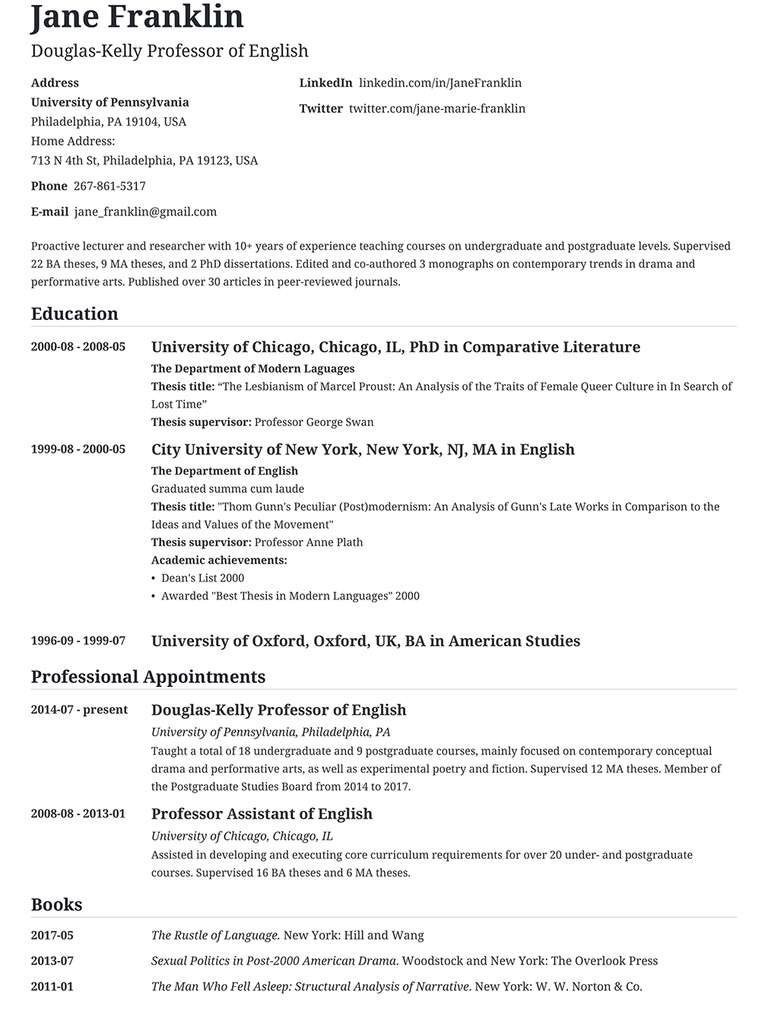 Jane Franklin
Douglas-Kelly Professor of English
Address
University of Pennsylvania
Philadelphia, PA 19104, USA
Home Address:
713 N 4th St, Philadelphia, PA 19123, USA
Phone 267-861-5317
E-mail jane_franklin@gmail.com
LinkedIn linkedin.com/in/JaneFranklin
Twitter twitter.com/jane-marie-franklin
Proactive lecturer and researcher with 10+ years of experience teaching courses on undergraduate and postgraduate levels. Supervised
22 BA theses, 9 MA theses, and 2 PhD dissertations. Edited and co-authored 3 monographs on contemporary trends in drama and
performative arts. Published over 30 articles in peer-reviewed journals.
Education
2000-08 - 2008-05 University of Chicago, Chicago, IL, PhD in Comparative Literature
The Department of Modern Laguages
Thesis title: “The Lesbianism of Marcel Proust: An Analysis of the Traits of Female Queer Culture in In Search of
Lost Time”
Thesis supervisor: Professor George Swan
1999-08 - 2000-05 City University of New York, New York, NJ, MA in English
The Department of English
Graduated summa cum laude
Thesis title: "Thom Gunn's Peculiar (Post)modernism: An Analysis of Gunn's Late Works in Comparison to the
Ideas and Values of the Movement"
Thesis supervisor: Professor Anne Plath
Academic achievements:
• Dean's List 2000
• Awarded "Best Thesis in Modern Languages" 2000
1996-09 - 1999-07 University of Oxford, Oxford, UK, BA in American Studies
Professional Appointments
2014-07 - present Douglas-Kelly Professor of English
University of Pennsylvania, Philadelphia, PA
Taught a total of 18 undergraduate and 9 postgraduate courses, mainly focused on contemporary conceptual
drama and performative arts, as well as experimental poetry and fiction. Supervised 12 MA theses. Member of
the Postgraduate Studies Board from 2014 to 2017.
2008-08 - 2013-01 Professor Assistant of English
University of Chicago, Chicago, IL
Assisted in developing and executing core curriculum requirements for over 20 under- and postgraduate
courses. Supervised 16 BA theses and 6 MA theses.
Books
2017-05 The Rustle of Language. New York: Hill and Wang
2013-07 Sexual Politics in Post-2000 American Drama. Woodstock and New York: The Overlook Press
2011-01 The Man Who Fell Asleep: Structural Analysis of Narrative. New York: W. W. Norton & Co.